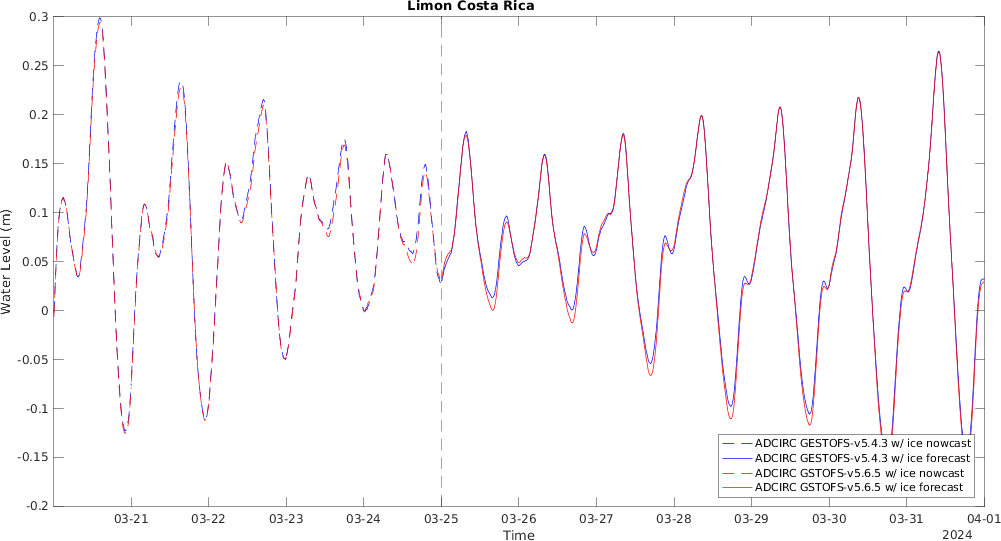 Limon Costa Rica
0.3
0.25
0.2
0.15
0.1
0.05
0
-0.05
-0.1
-0.15
-0.2
Water Level (m)
ADCIRC GESTOFS-v5.4.3 w/ ice nowcast
ADCIRC GESTOFS-v5.4.3 w/ ice forecast
ADCIRC GSTOFS-v5.6.5 w/ ice nowcast
ADCIRC GSTOFS-v5.6.5 w/ ice forecast
03-21 03-22 03-23 03-24 03-25 03-26 03-27 03-28 03-29 03-30 03-31 04-01
Time
2024